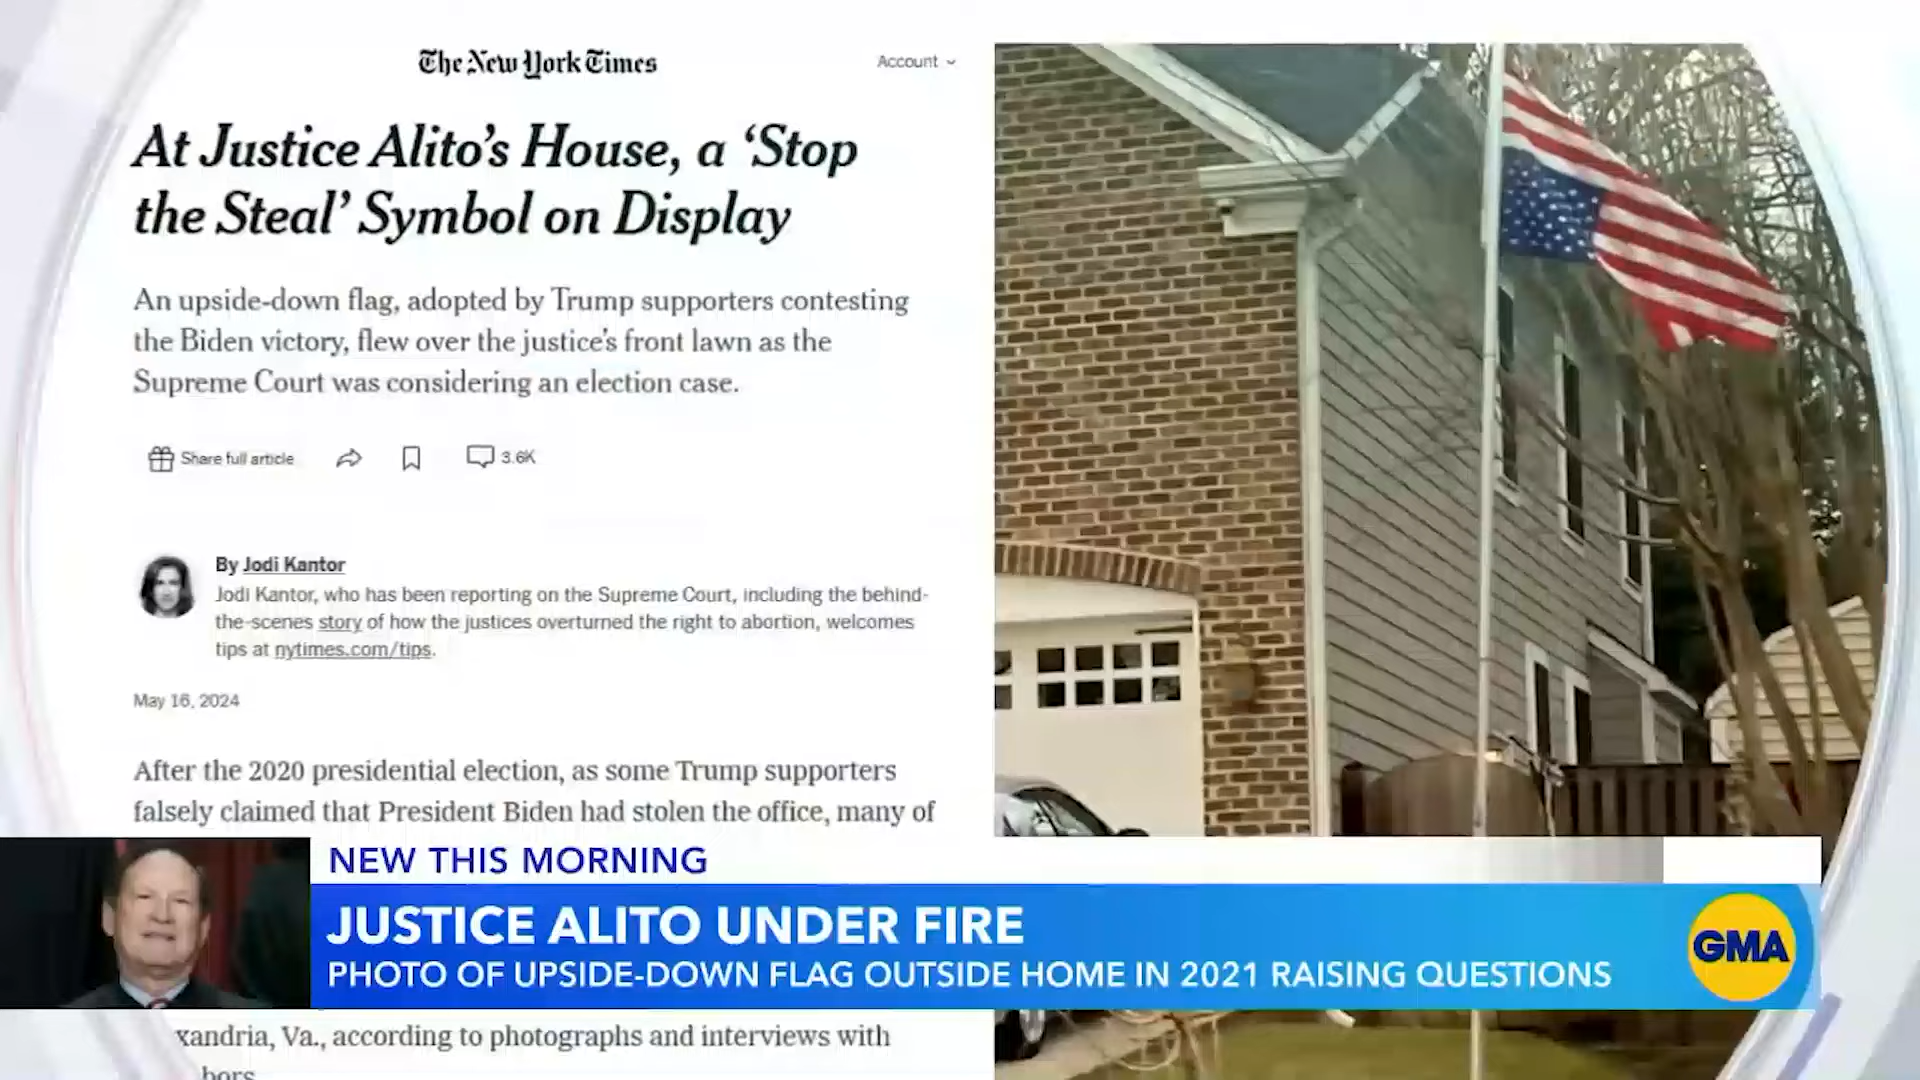 The New York Times
Account
At Justice Alito's House, a 'Stop
the Steal' Symbol on Display
An upside-down flag, adopted by Trump supporters contesting
the Biden victory, flew over the justice's front lawn as the
Supreme Court was considering an election case.
Share full article
3.6K
By Jodi Kantor
Jodi Kantor, who has been reporting on the Supreme Court, including the behind-
the-scenes story of how the justices overturned the right to abortion, welcomes
tips at nytimes.com/tips.
May 16, 2024
After the 2020 presidential election, as some Trump supporters
falsely claimed that President Biden had stolen the office, many of
NEW THIS MORNING
JUSTICE ALITO UNDER FIRE
PHOTO OF UPSIDE-DOWN FLAG OUTSIDE HOME IN 2021 RAISING QUESTIONS
GMA
xandria, Va., according to photographs and interviews with